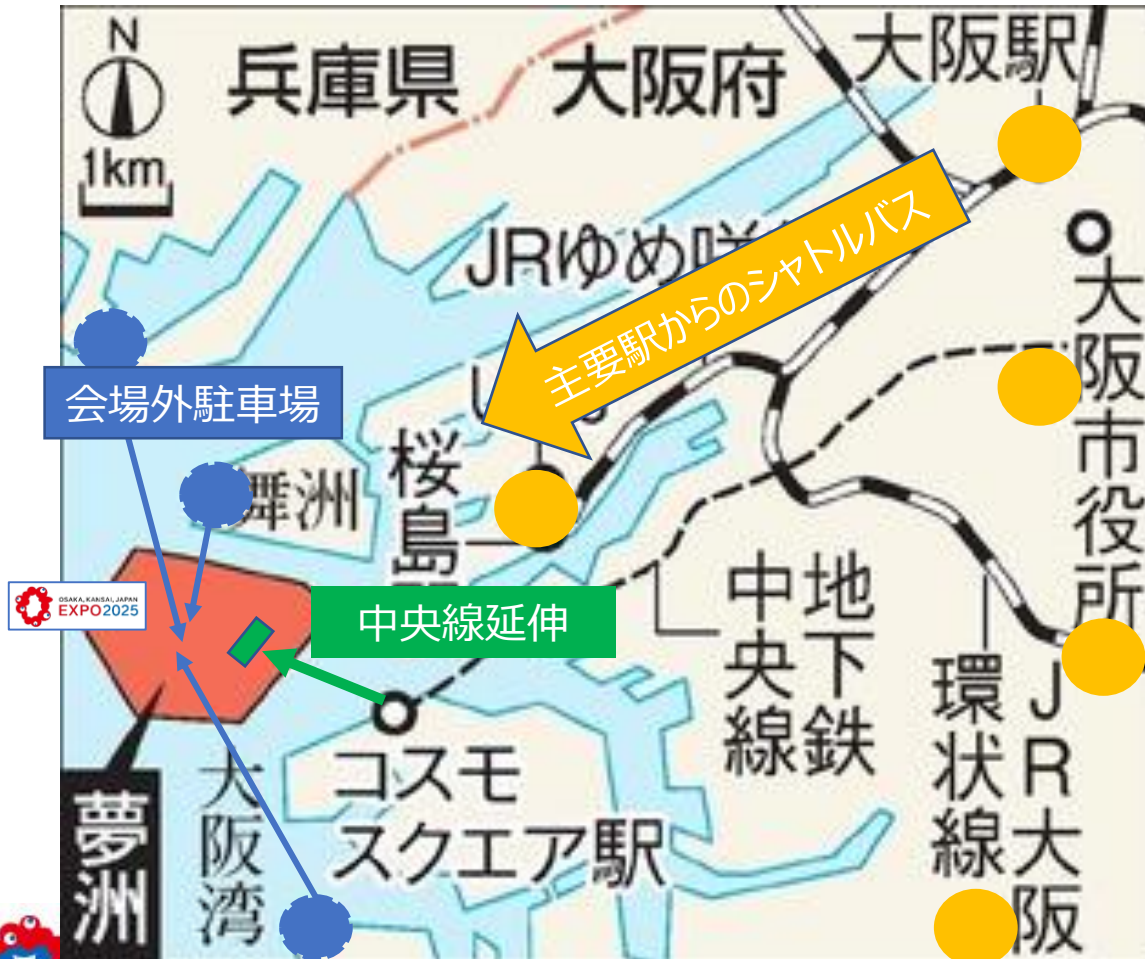 N
1km
兵庫県
大阪府
大阪駅
JRゆめ咲
主要駅からのシャトルバス
大阪市役所
会場外駐車場
舞洲
桜島
OSAKA, KANSAI, JAPAN
EXPO2025
中央線延伸
地下鉄
中央線
JR大阪
環状線
コスモ
スクエア駅
大阪湾
夢洲